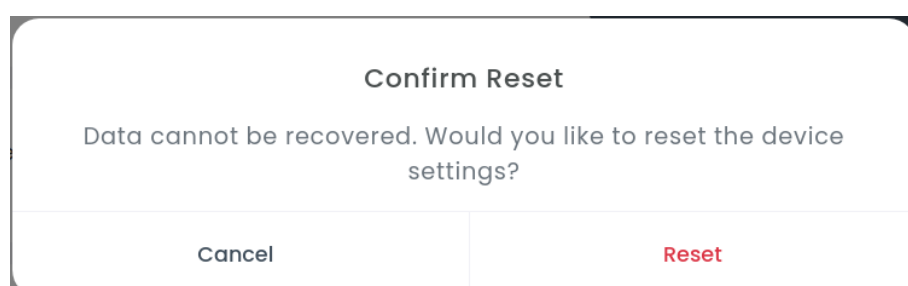 Confirm Reset
Data cannot be recovered. Would you like to reset the device
settings?
Cancel
Reset